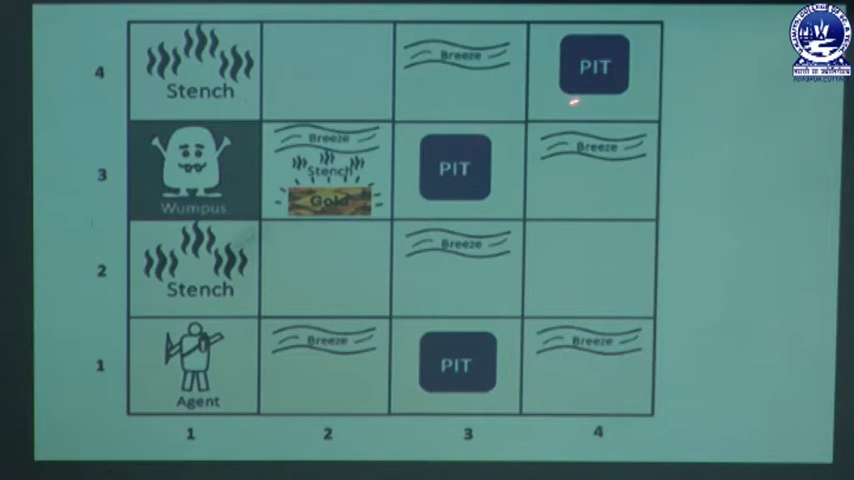 4
Stench
Breeze
PIT
3
Wumpus
Breeze
Stench
Gold
PIT
Breeze
2
Stench
Breeze
1
Agent
Breeze
PIT
Breeze
1
2
3
4